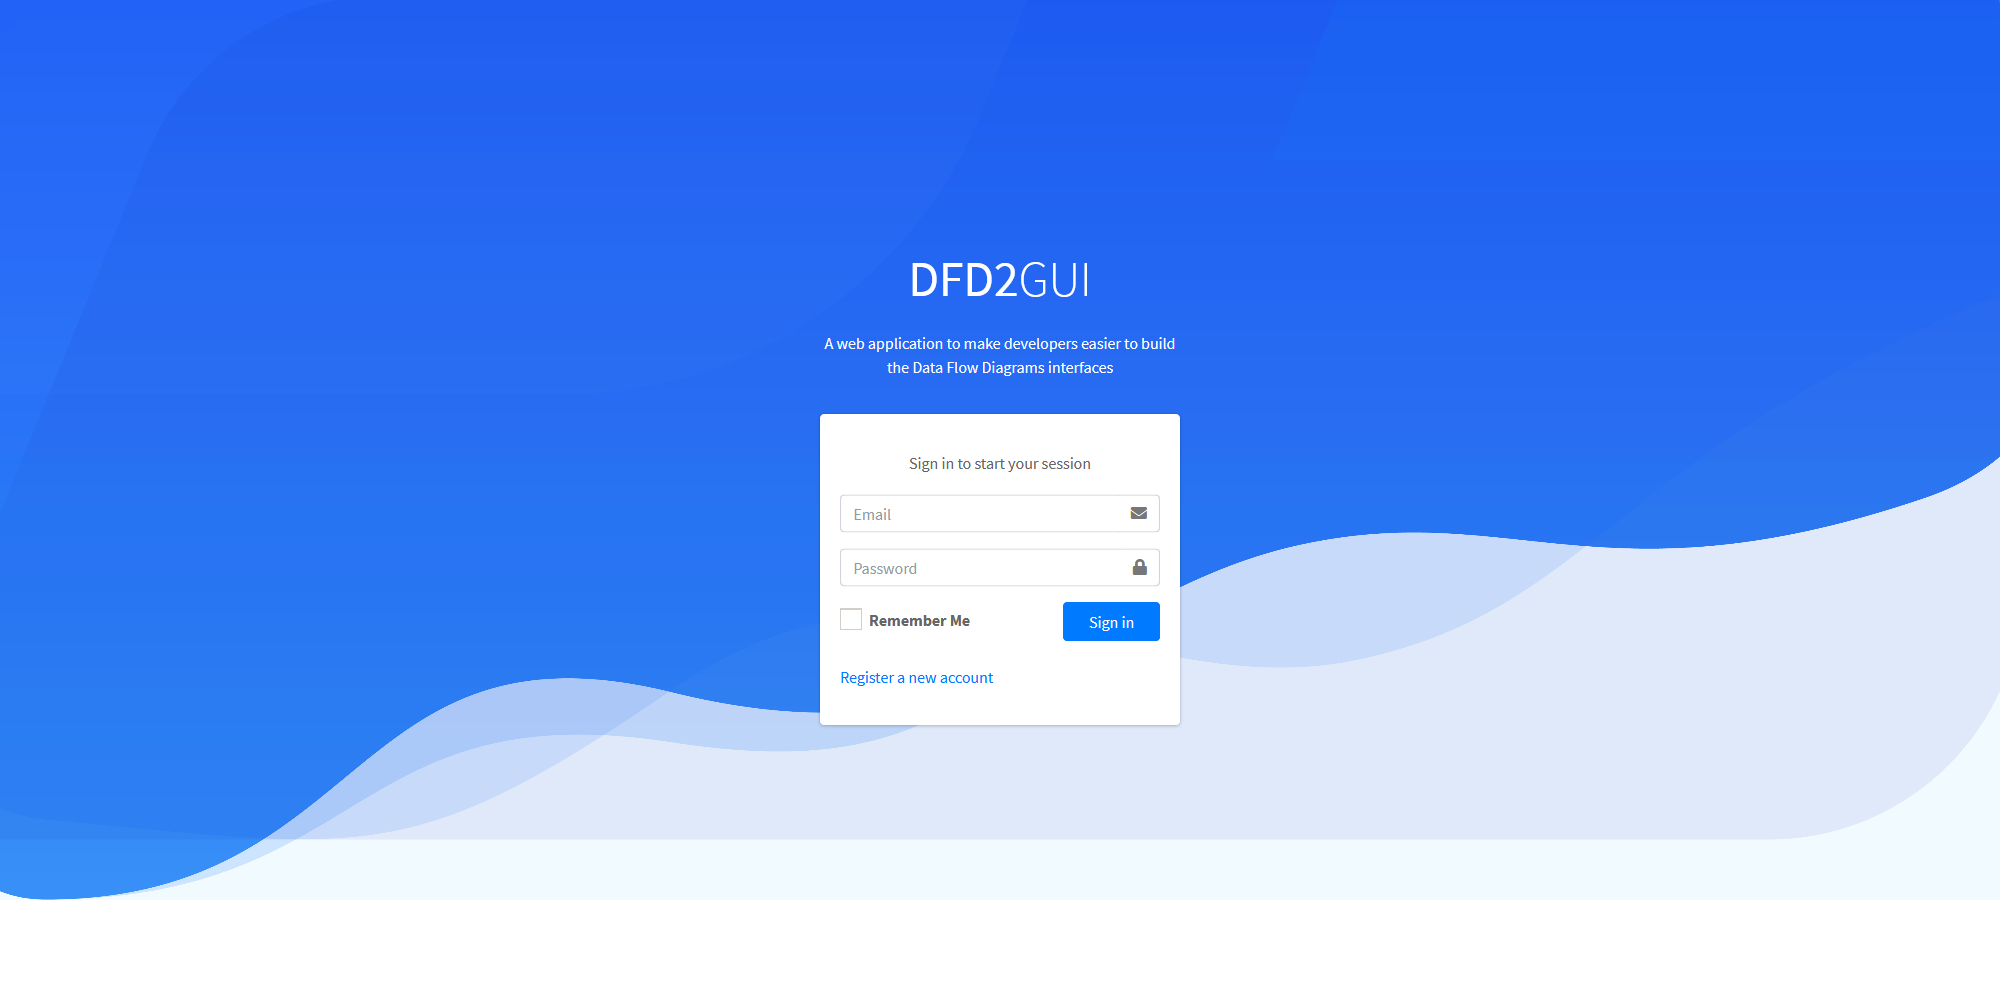 DFD2GUI
A web application to make developers easier to build
the Data Flow Diagrams interfaces
Sign in to start your session
Email
Password
Remember Me
Sign in
Register a new account